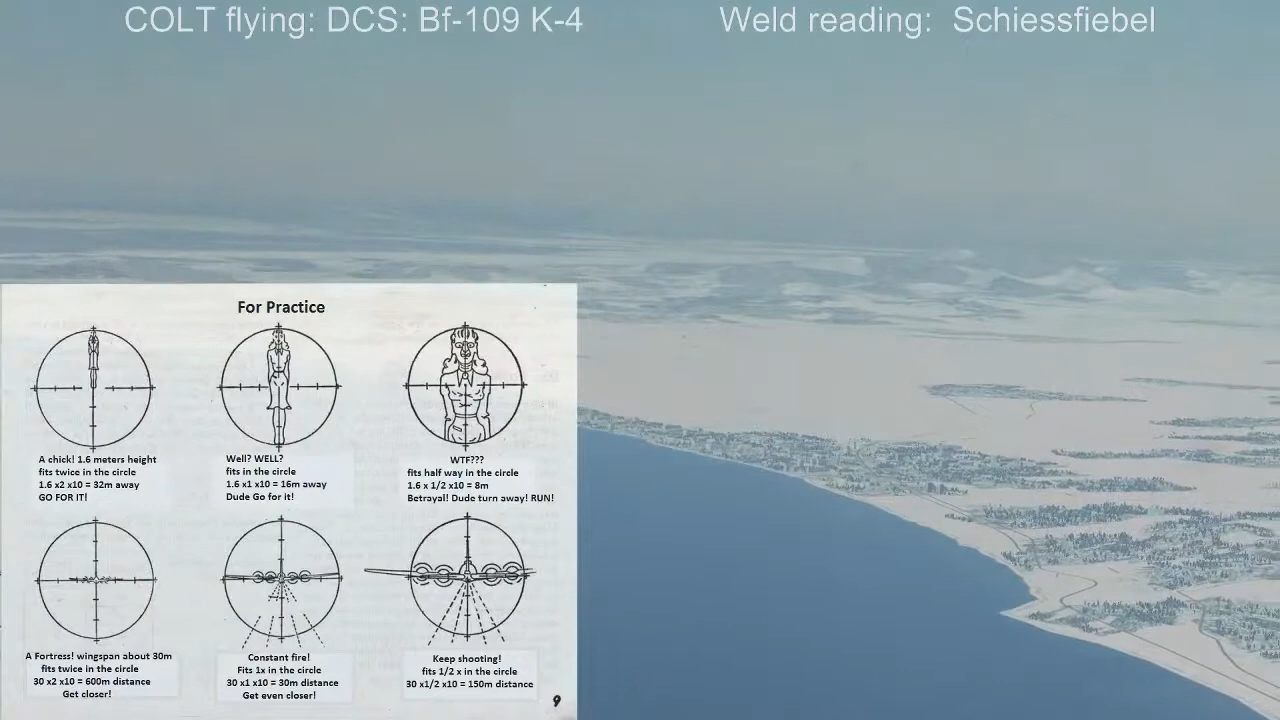 COLT flying: DCS: Bf-109 K-4
Weld reading: Schiessfiebel
For Practice
A chick! 1.6 meters height
fits twice in the circle
1.6 x2 x10 = 32m away
GO FOR IT!
Well? WELL?
fits in the circle
1.6 x1 x10 = 16m away
Dude Go for it!
WTF???
fits half way in the circle
1.6 x 1/2 x10 = 8m
Betrayal! Dude turn away! RUN!
A Fortress! wingspan about 30m
fits twice in the circle
30 x2 x10 = 600m distance
Get closer!
Constant fire!
Fits 1x in the circle
30 x1 x10 = 30m distance
Get even closer!
Keep shooting!
fits 1/2 x in the circle
30 x1/2 x10 = 150m distance
9